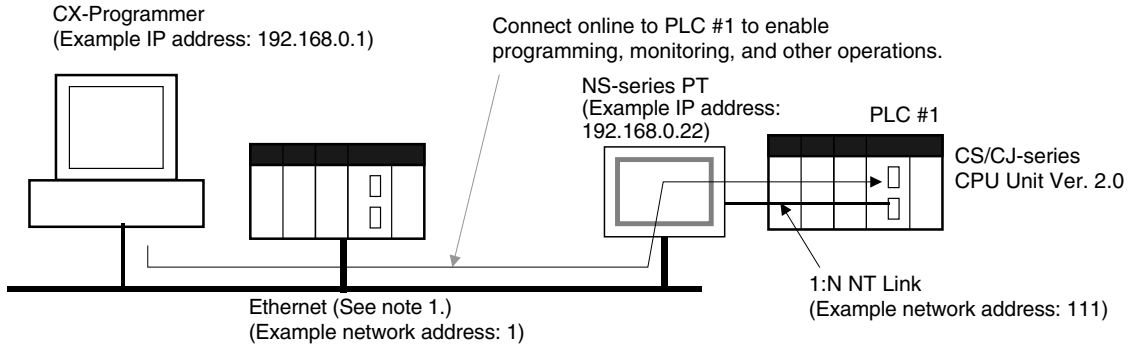 CX-Programmer
(Example IP address: 192.168.0.1)
Connect online to PLC #1 to enable
programming, monitoring, and other operations.
NS-series PT
(Example IP address:
192.168.0.22)
PLC #1
CS/CJ-series
CPU Unit Ver. 2.0
1:N NT Link
(Example network address: 111)
Ethernet (See note 1.)
(Example network address: 1)